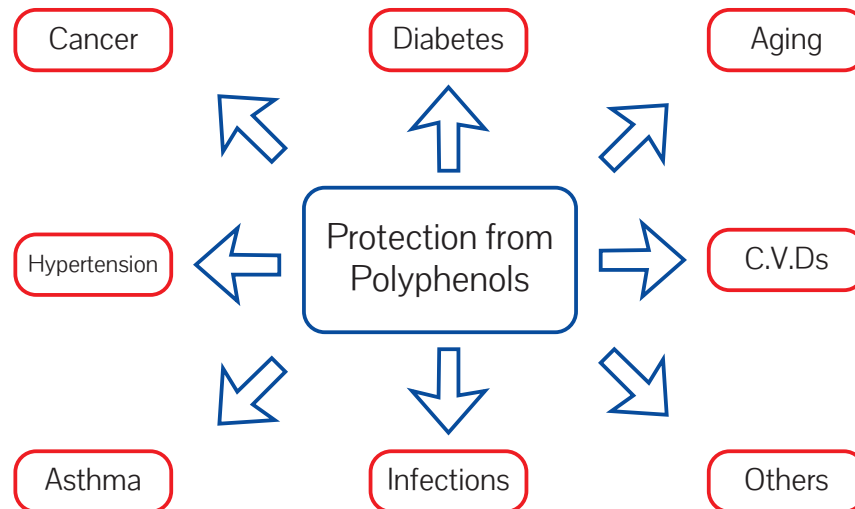 Cancer
Diabetes
Aging
Hypertension
Protection from
Polyphenols
C.V.Ds
Asthma
Infections
Others